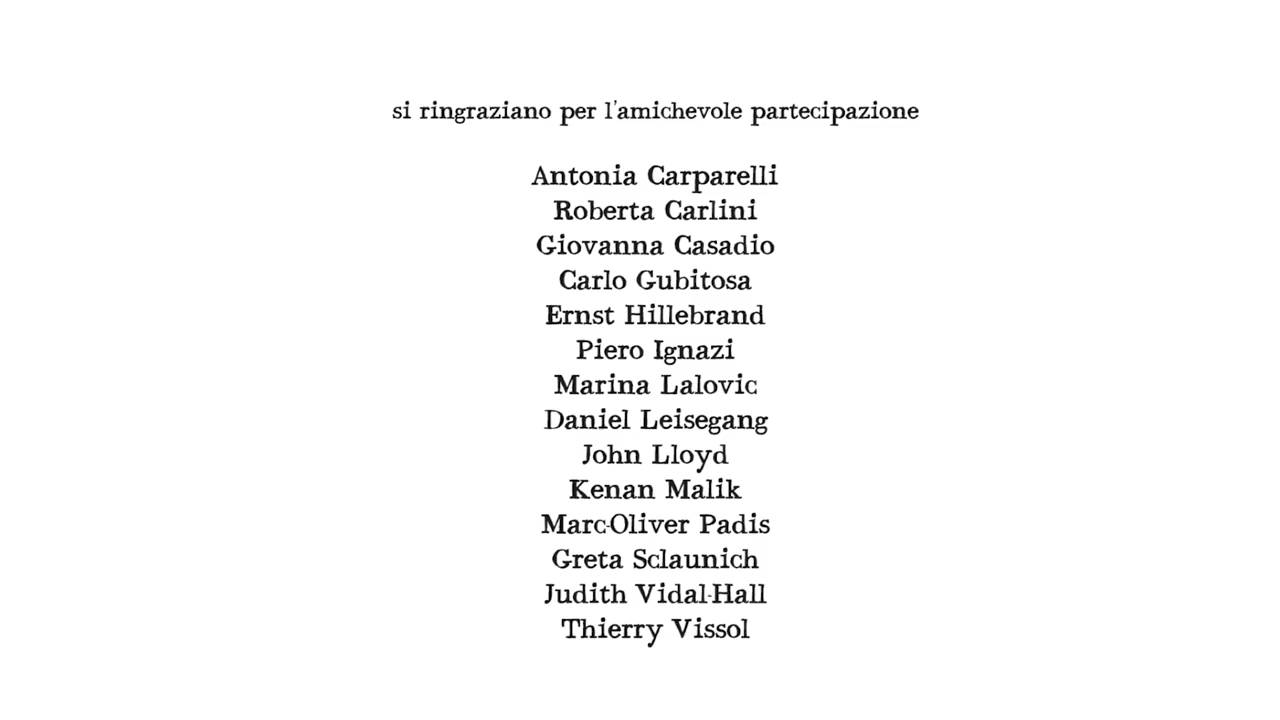 si ringraziano per l'amichevole partecipazione
Antonia Carparelli
Roberta Carlini
Giovanna Casadio
Carlo Gubitosa
Ernst Hillebrand
Piero Ignazi
Marina Lalovic
Daniel Leisegang
John Lloyd
Kenan Malik
Marc-Oliver Padis
Greta Sclaunich
Judith Vidal-Hall
Thierry Vissol